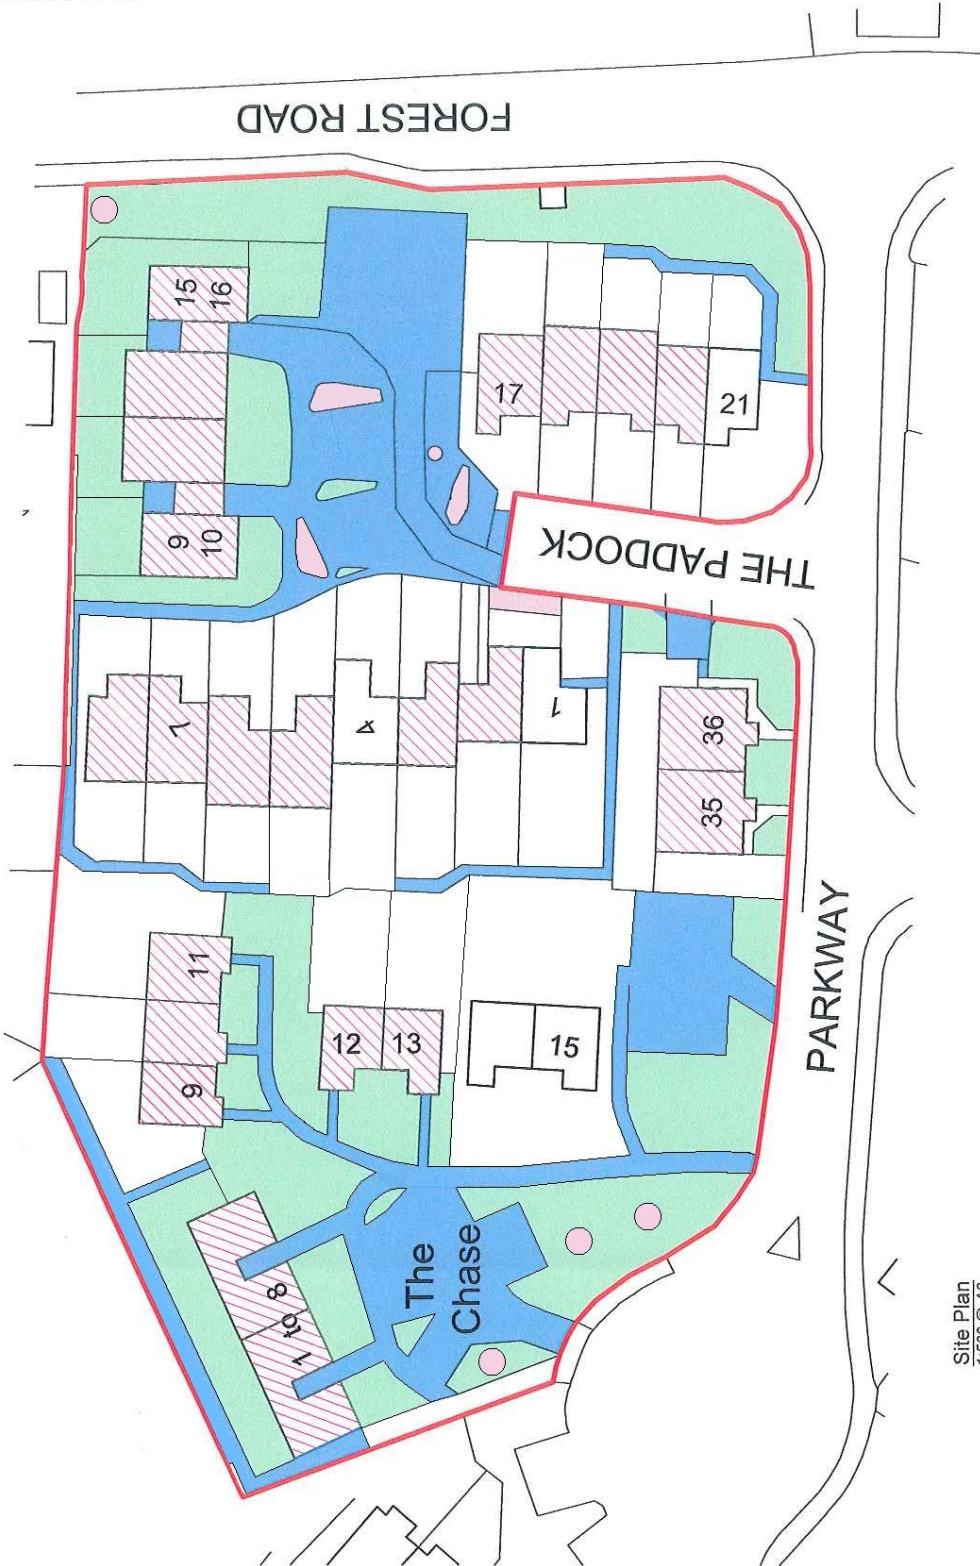 FOREST ROAD
15
16
9
10
17
21
THE PADDOCK
7
4
1
36
35
11
9
12
13
15
PARKWAY
1 to 8
The
Chase
Site Plan